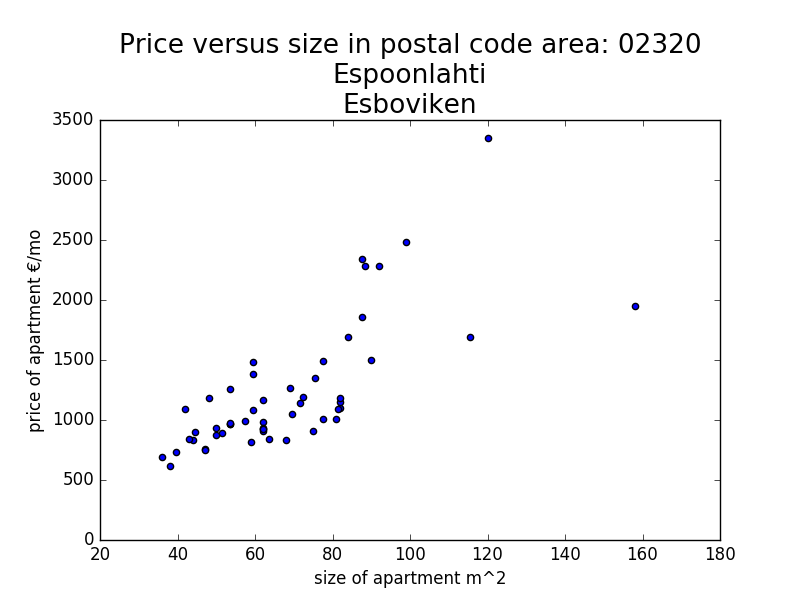 Price versus size in postal code area: 02320
Espoonlahti
Esboviken
3500
3000
2500
2000
1500
1000
500
0
price of apartment €/mo
20 40 60 80 100 120 140 160 180
size of apartment m^2